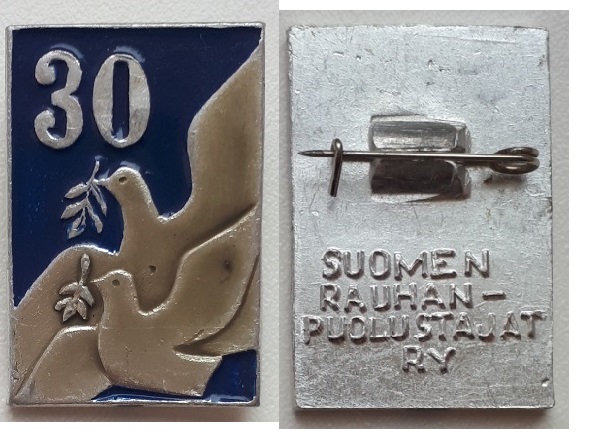 30
SUOMEN
RAUHAN-
PUOLUSTAJAT
RY